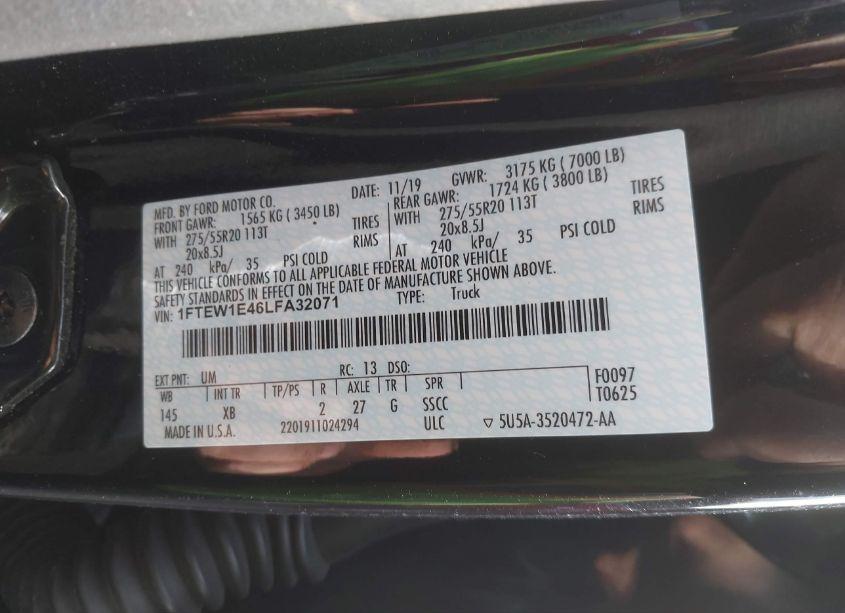 MFD. BY FORD MOTOR CO. DATE: 11/19 GVWR: 3175 KG ( 7000 LB)
FRONT GAWR: 1565 KG ( 3450 LB) REAR GAWR: 1724 KG ( 3800 LB)
WITH 275/55R20 113T TIRES WITH 275/55R20 113T TIRES
20x8.5J RIMS 20x8.5J RIMS
AT 240 kPa/ 35 PSI COLD AT 240 kPa/ 35 PSI COLD
THIS VEHICLE CONFORMS TO ALL APPLICABLE FEDERAL MOTOR VEHICLE
SAFETY STANDARDS IN EFFECT ON THE DATE OF MANUFACTURE SHOWN ABOVE.
VIN: 1FTEW1E46LFA32071 TYPE: Truck
EXT PNT: UM RC: 13 DSO: F0097
WB INT TR TP/PS R AXLE TR SPR T0625
145 XB 2 27 G SSCC
MADE IN U.S.A. 2201911024294 ULC ▽ 5U5A-3520472-AA